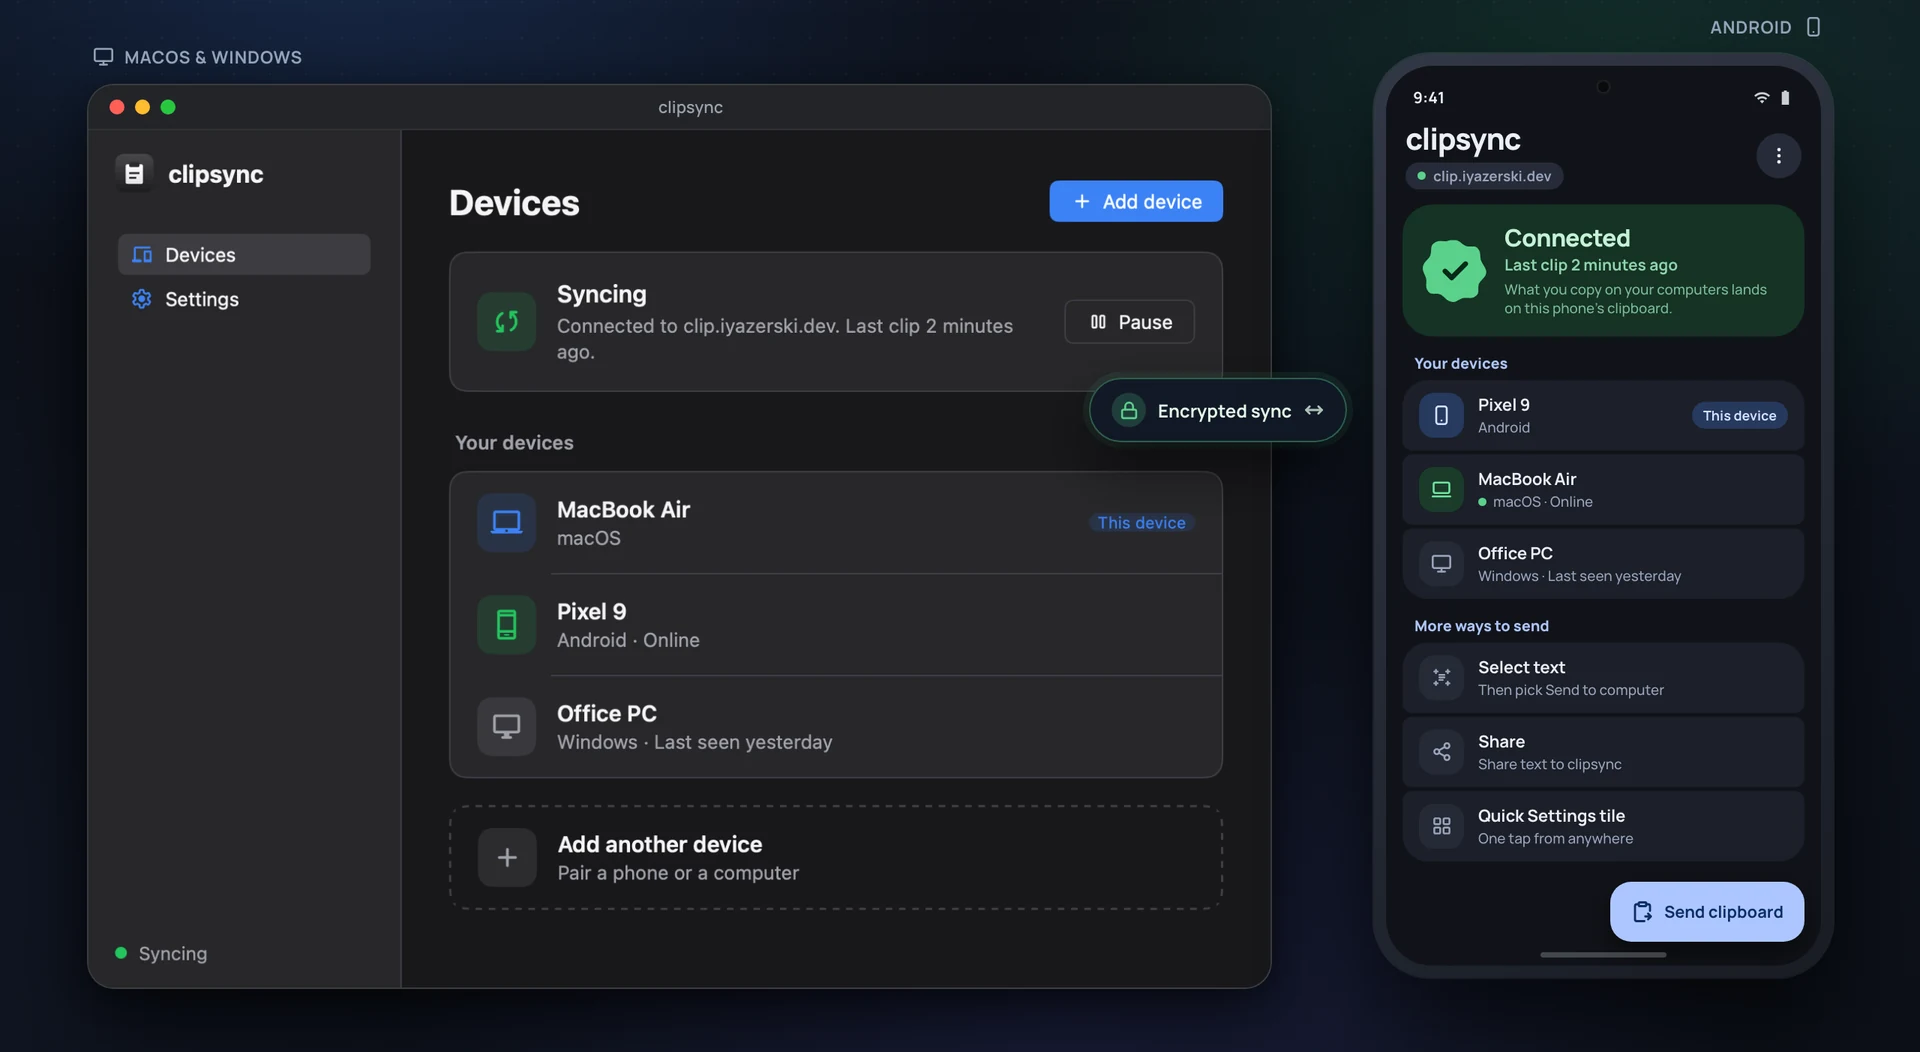 MACOS & WINDOWS
clipsync
clipsync
Devices
Settings
Syncing
Devices
+ Add device
Syncing
Connected to clip.iyazerski.dev. Last clip 2 minutes
ago.
Pause
Encrypted sync
Your devices
MacBook Air
macOS
This device
Pixel 9
Android · Online
Office PC
Windows · Last seen yesterday
Add another device
Pair a phone or a computer
ANDROID
9:41
clipsync
clip.iyazerski.dev
Connected
Last clip 2 minutes ago
What you copy on your computers lands
on this phone's clipboard.
Your devices
Pixel 9
Android
This device
MacBook Air
macOS · Online
Office PC
Windows · Last seen yesterday
More ways to send
Select text
Then pick Send to computer
Share
Share text to clipsync
Quick Settings tile
One tap from anywhere
Send clipboard